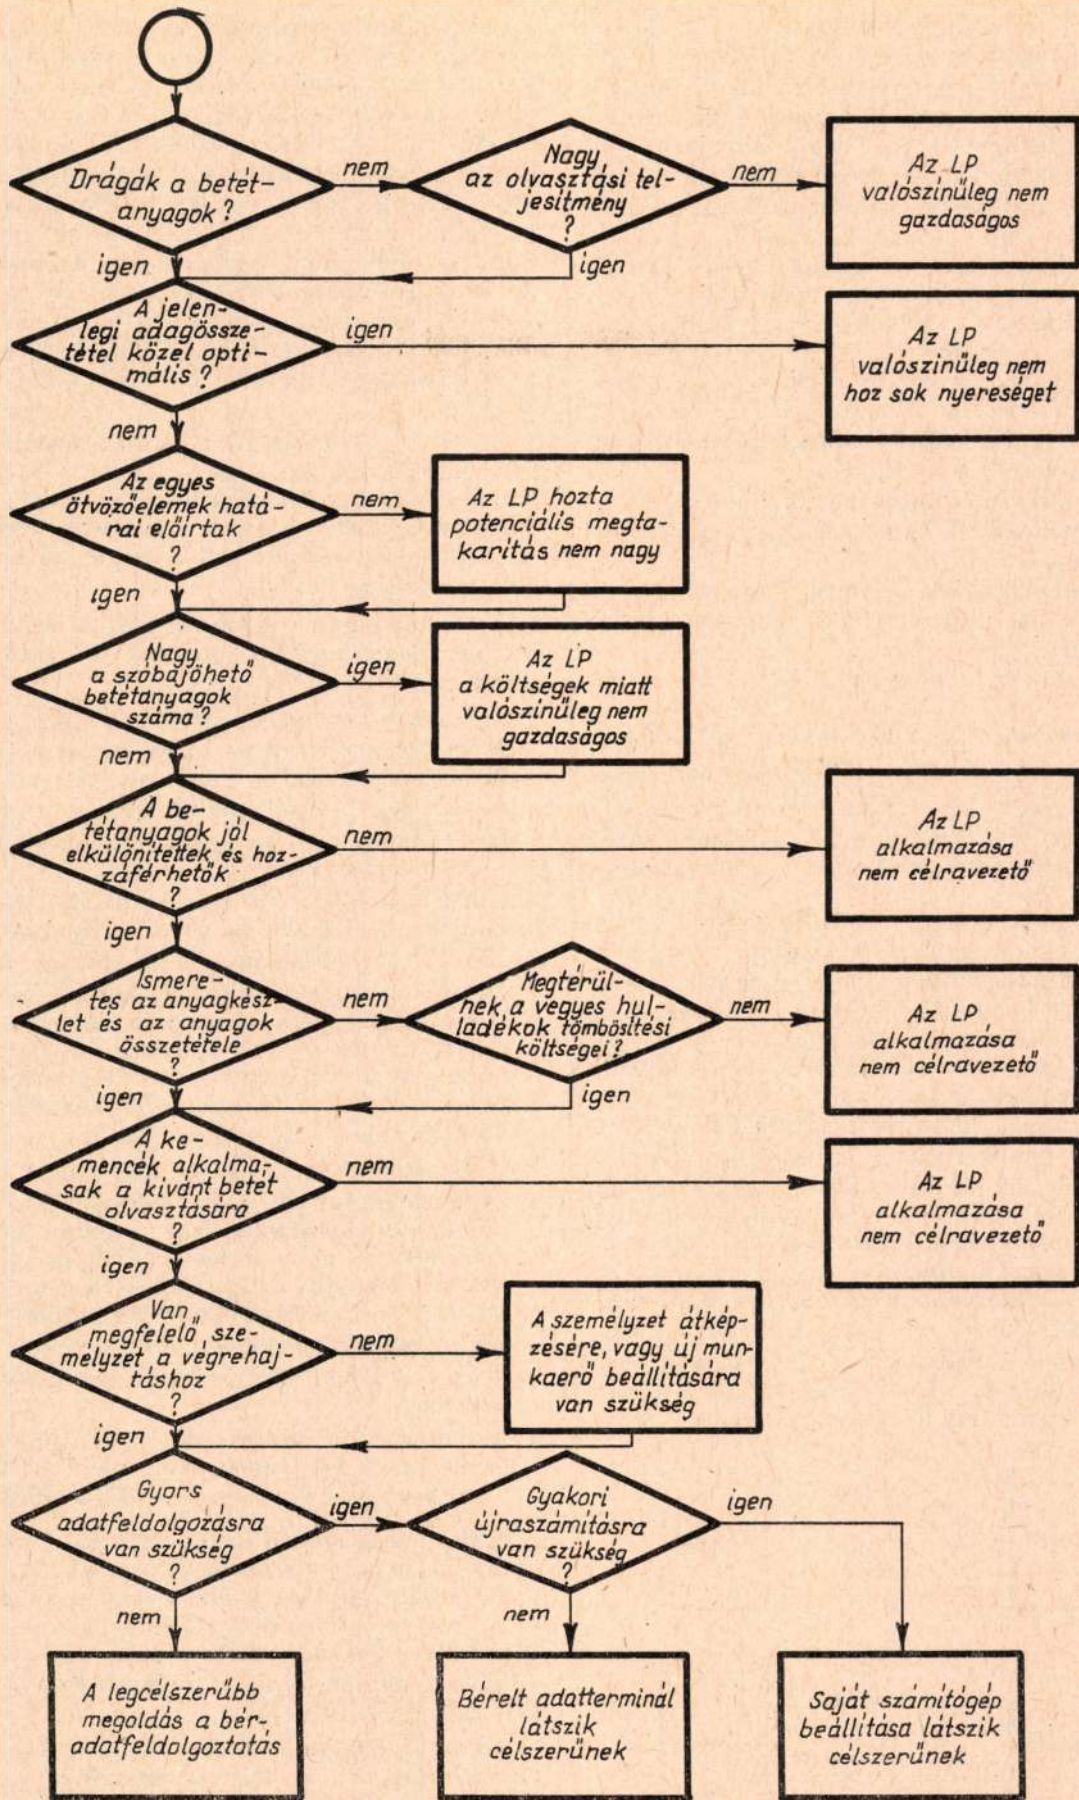 Drágák a betét-
anyagok?
nem
igen
Nagy
az olvasztási tel-
jesítmény
?
nem
igen
Az LP
valószinűleg nem
gazdaságos
A jelen-
legi adagössze-
tétel közel opti-
mális?
igen
nem
Az LP
valószinűleg nem
hoz sok nyereséget
Az egyes
ötvözőelemek hatá-
rai előírtak
?
nem
igen
Az LP hozta
potenciális megta-
karítás nem nagy
Nagy
a szóbajöhető
betétanyagok
száma?
igen
nem
Az LP
a költségek miatt
valószinűleg nem
gazdaságos
A be-
tétanyagok jól
elkülönítettek és hoz-
záférhetők
?
nem
igen
Az LP
alkalmazása
nem célravezető
Ismere-
tes az anyagkész-
let és az anyagok
összetétele
?
nem
igen
Megtérül-
nek a vegyes hul-
ladékok tömbösítési
költségei?
nem
igen
Az LP
alkalmazása
nem célravezető
A ke-
mencék alkalma-
sak a kívánt betét
olvasztására
?
nem
igen
Az LP
alkalmazása
nem célravezető
Van
megfelelő sze-
mélyzet a végrehaj-
táshoz
?
nem
igen
A személyzet átkép-
zésére, vagy új mun-
kaerő beállítására
van szükség
Gyors
adatfeldolgozásra
van szükség
?
igen
nem
Gyakori
újraszámításra
van szükség
?
igen
nem
A legcélszerűbb
megoldás a bér-
adatfeldolgoztatás
Bérelt adatterminál
látszik
célszerűnek
Saját számítógép
beállítása látszik
célszerűnek